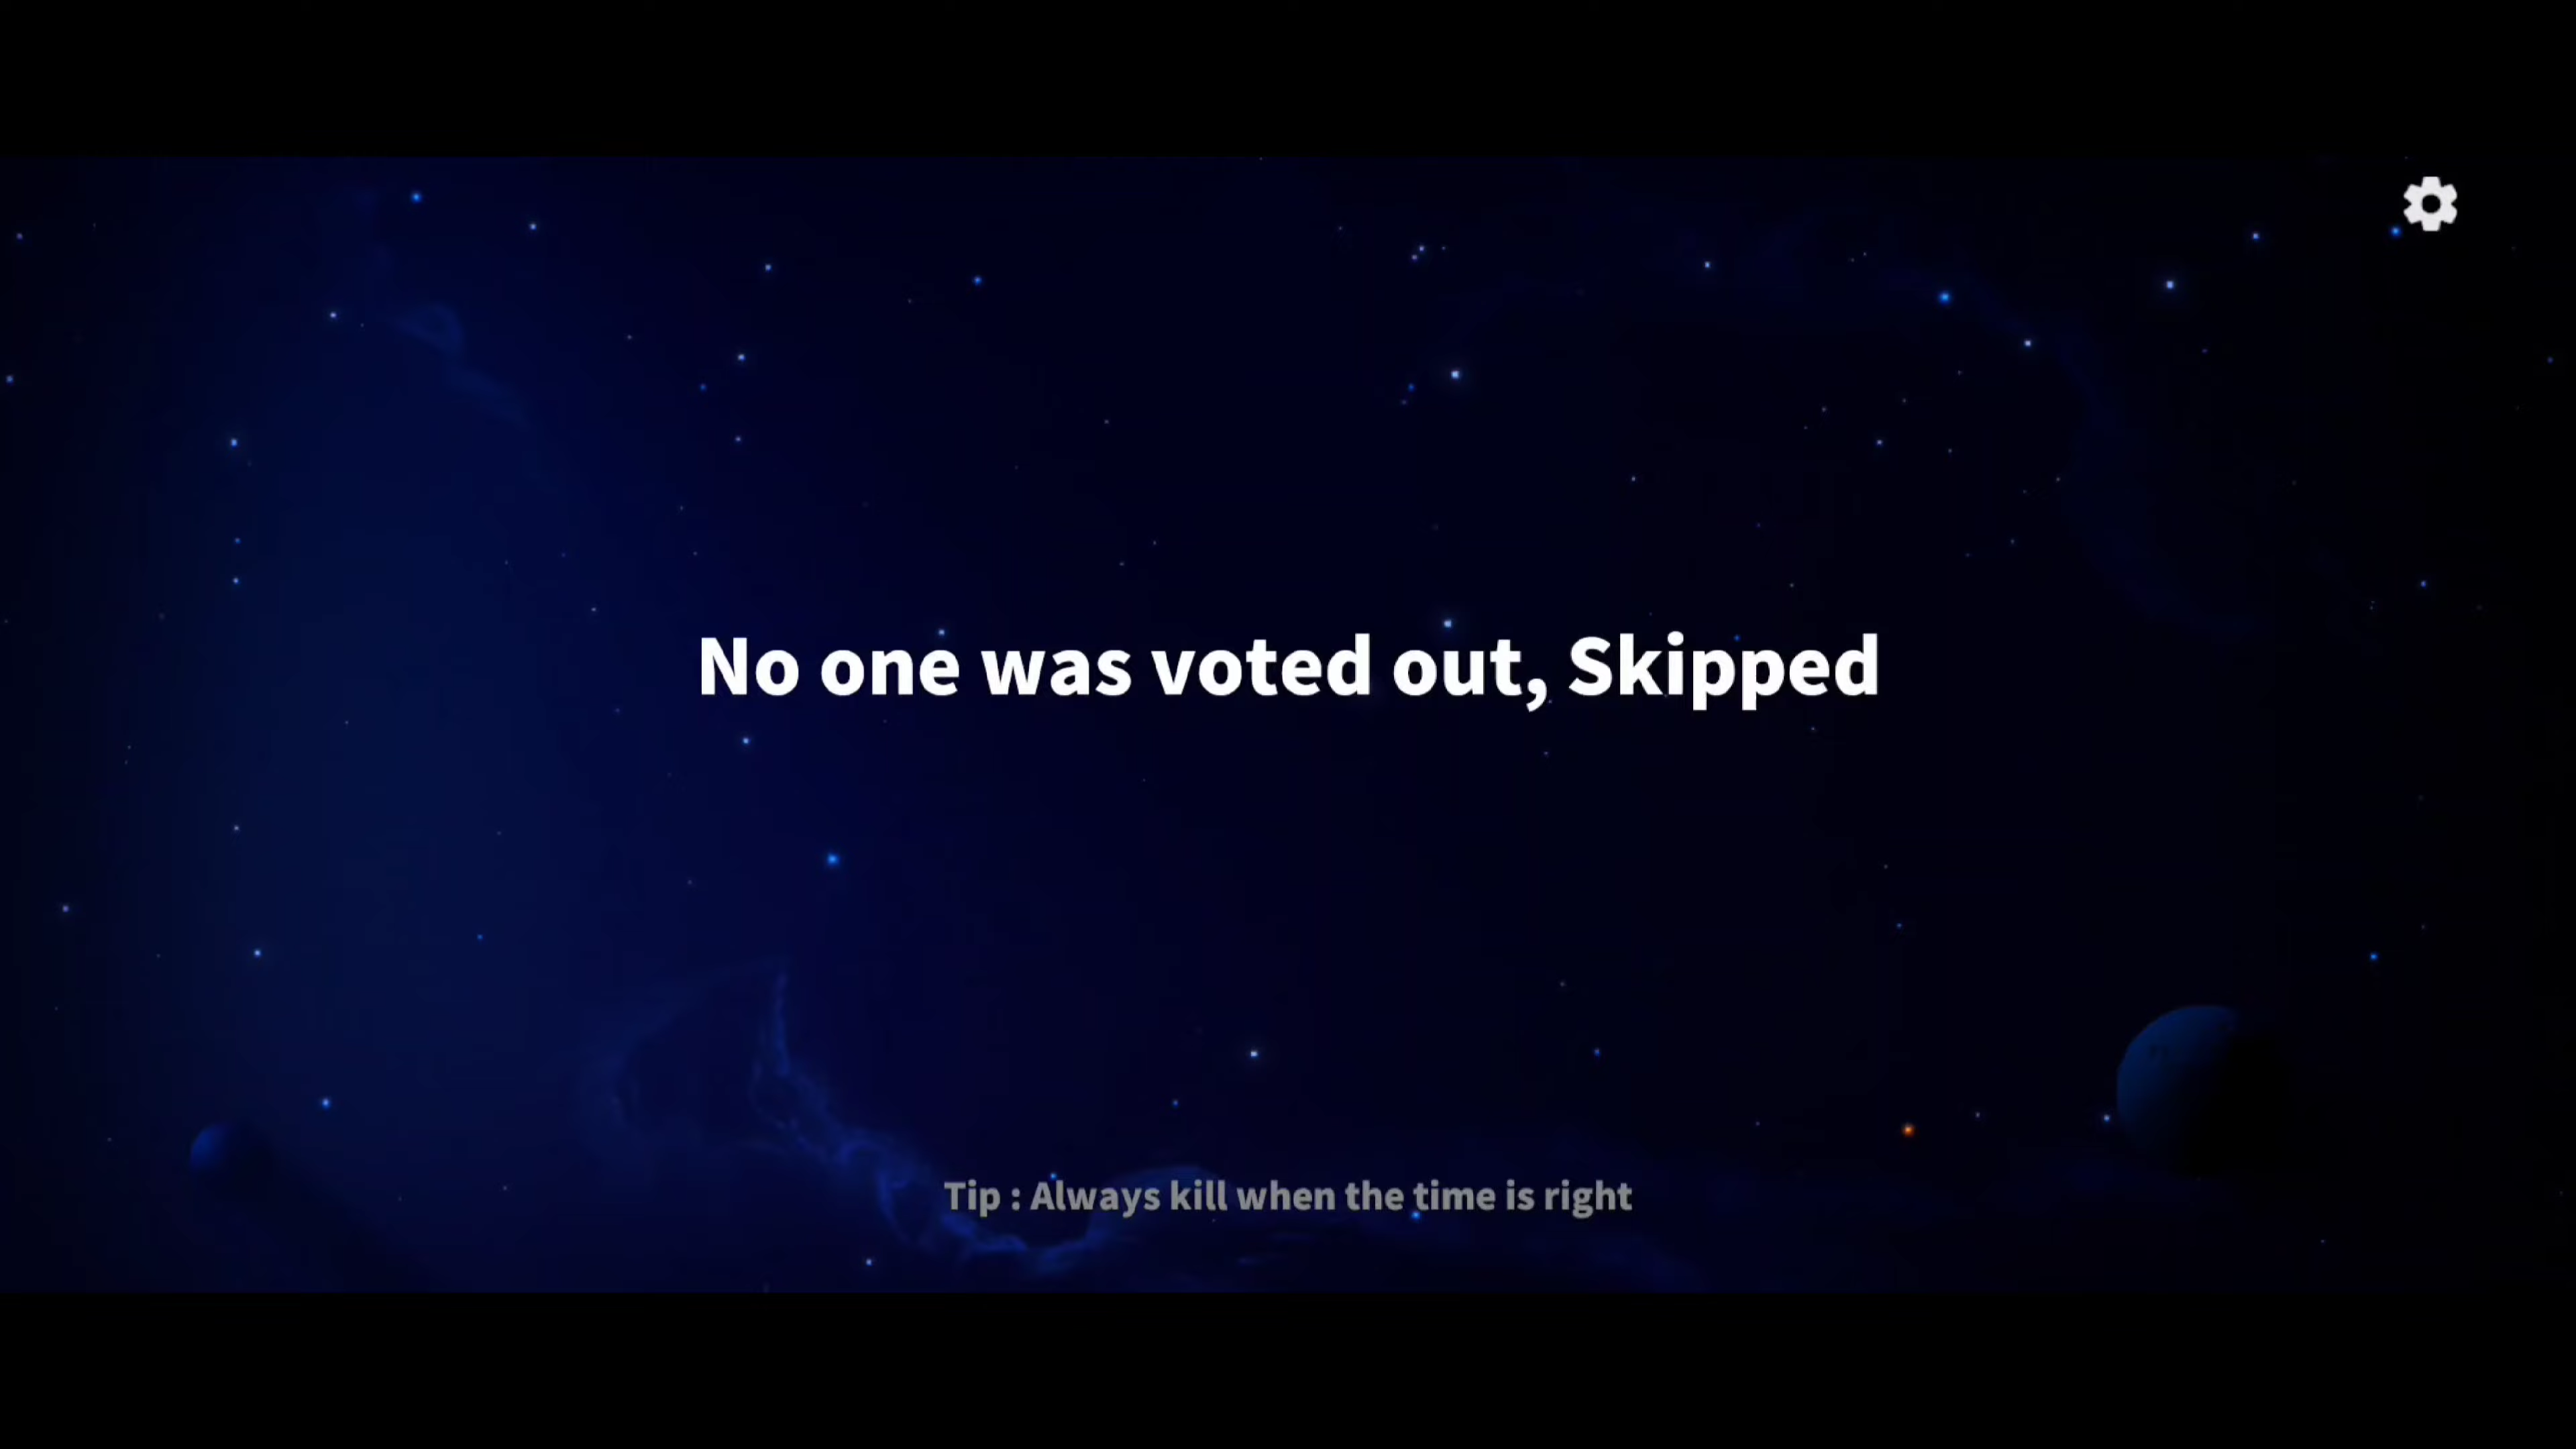 No one was voted out, Skipped
Tip : Always kill when the time is right